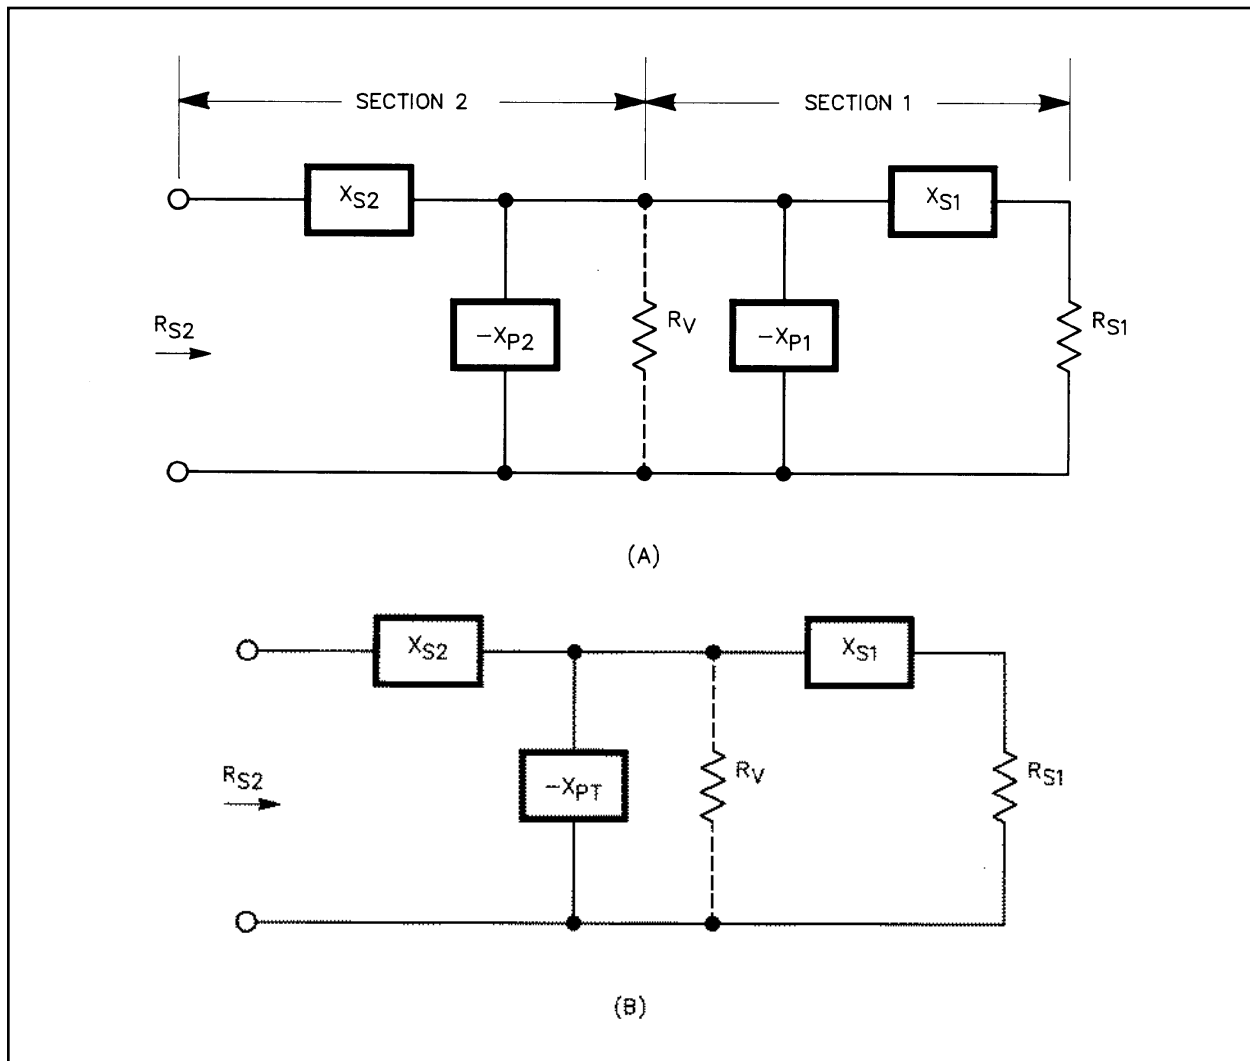 SECTION 2
SECTION 1
XS2
XS1
RS2
-XP2
RV
-XP1
RS1
(A)
XS2
XS1
RS2
-XPT
RV
RS1
(B)